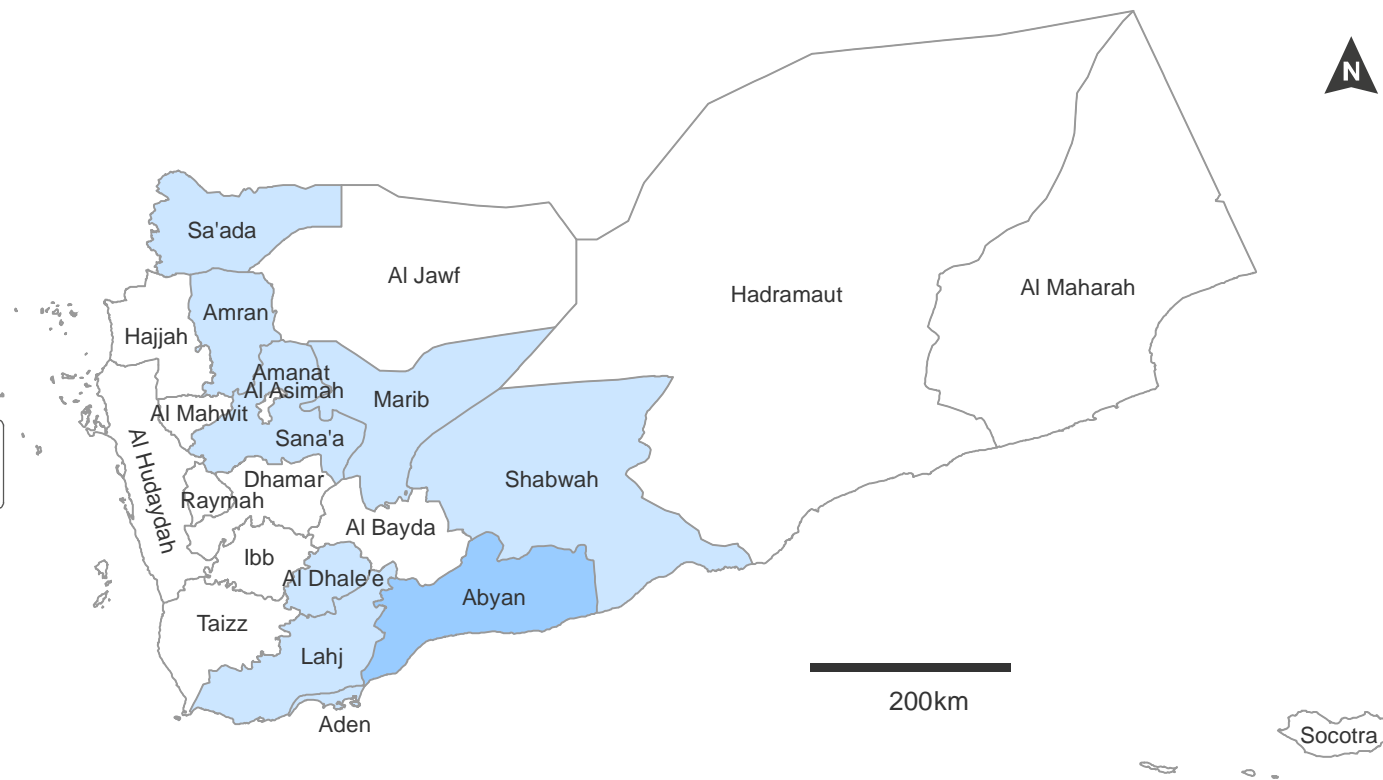 N
Sa'ada
Al Jawf
Hadramaut
Al Maharah
Amran
Hajjah
Amanat
Al Asimah
Marib
Al Mahwit
Sana'a
Al Hudaydah
Dhamar
Raymah
Shabwah
Al Bayda
Ibb
Al Dhale'e
Abyan
Taizz
Lahj
Aden
200km
Socotra